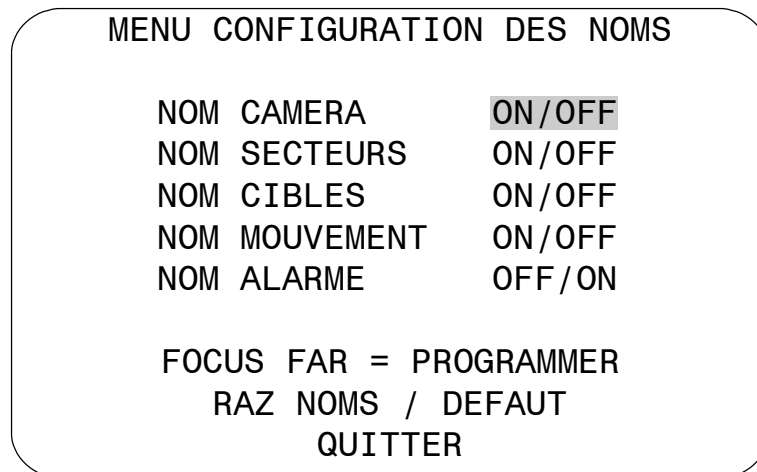 MENU CONFIGURATION DES NOMS
NOM CAMERA ON/OFF
NOM SECTEURS ON/OFF
NOM CIBLES ON/OFF
NOM MOUVEMENT ON/OFF
NOM ALARME OFF/ON
FOCUS FAR = PROGRAMMER
RAZ NOMS / DEFAUT
QUITTER